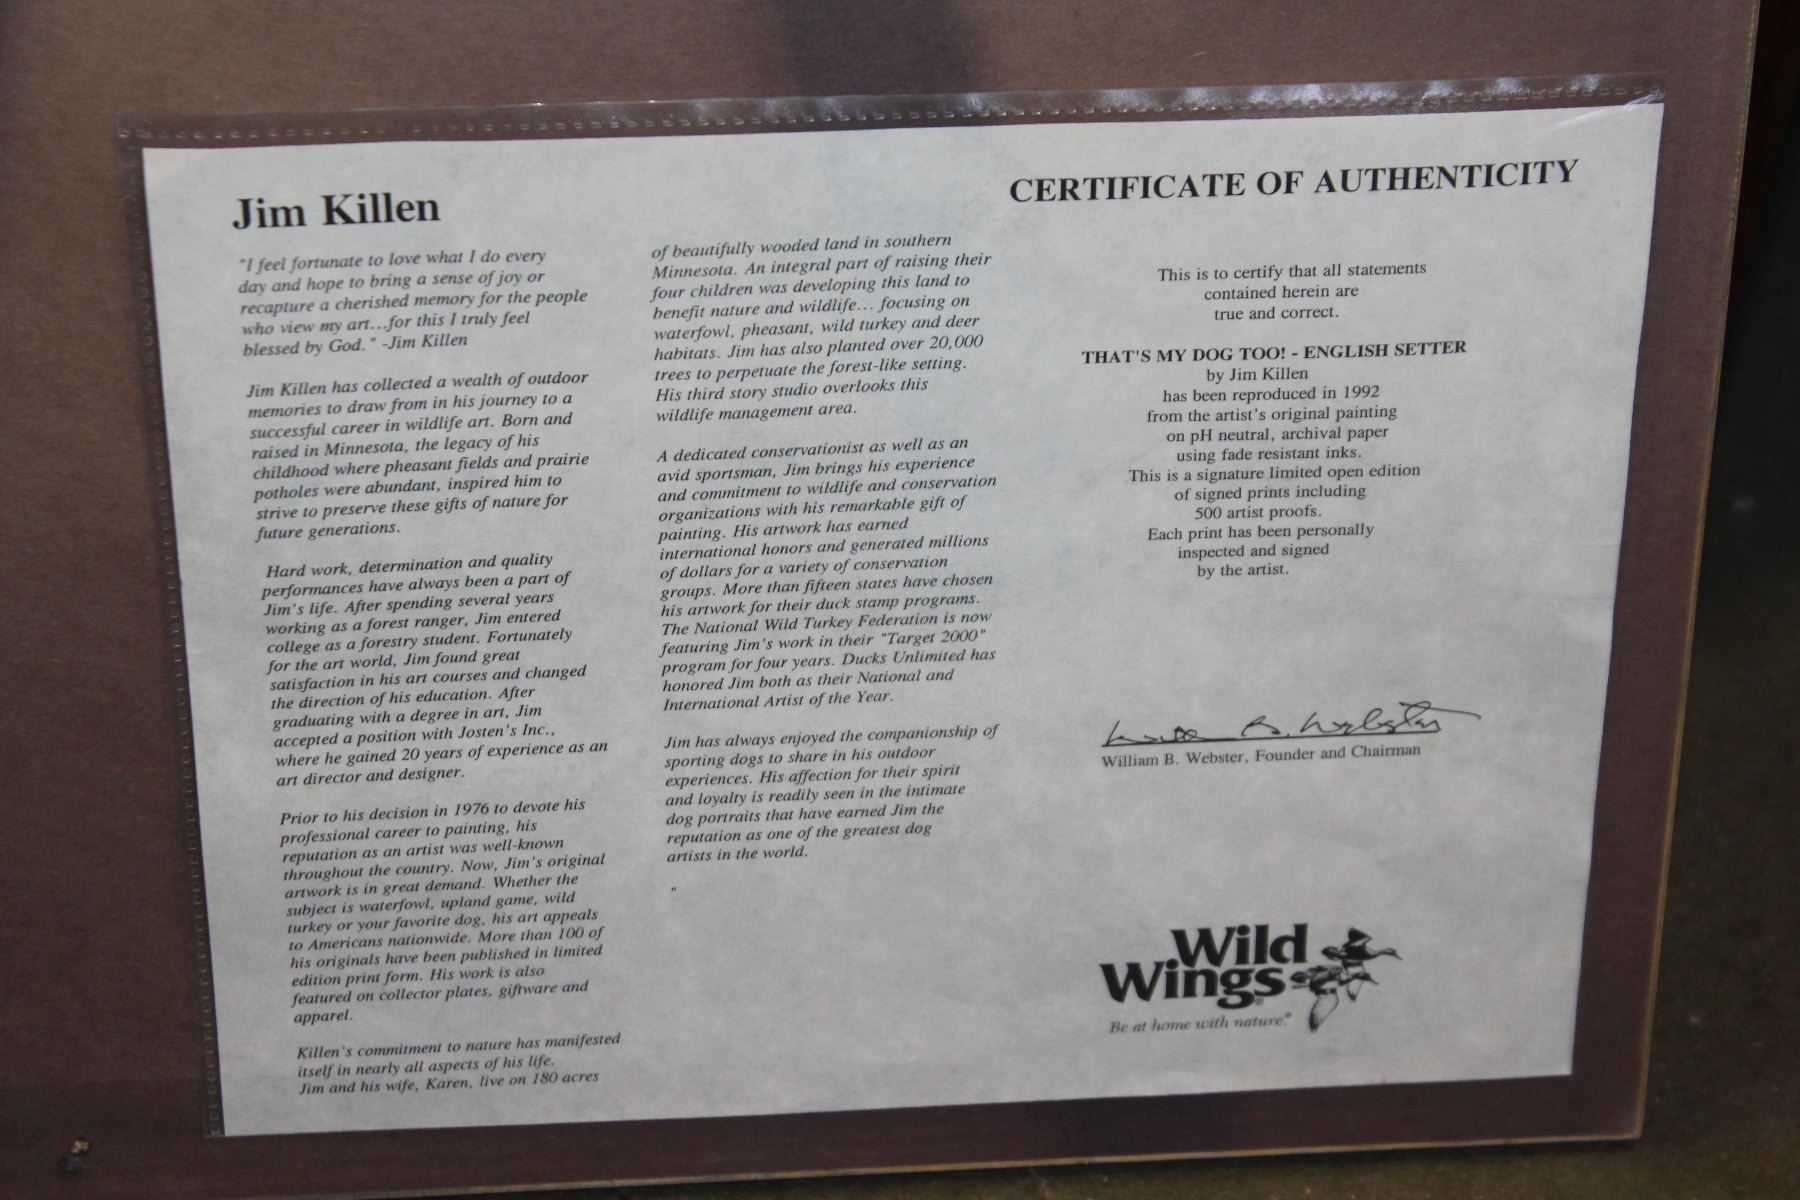 Jim Killen
"I feel fortunate to love what I do every
day and hope to bring a sense of joy or
recapture a cherished memory for the people
who view my art...for this I truly feel
blessed by God." -Jim Killen
Jim Killen has collected a wealth of outdoor
memories to draw from in his journey to a
successful career in wildlife art. Born and
raised in Minnesota, the legacy of his
childhood where pheasant fields and prairie
potholes were abundant, inspired him to
strive to preserve these gifts of nature for
future generations.
Hard work, determination and quality
performances have always been a part of
Jim's life. After spending several years
working as a forest ranger, Jim entered
college as a forestry student. Fortunately
for the art world, Jim found great
satisfaction in his art courses and changed
the direction of his education. After
graduating with a degree in art, Jim
accepted a position with Josten's Inc.,
where he gained 20 years of experience as an
art director and designer.
Prior to his decision in 1976 to devote his
professional career to painting, his
reputation as an artist was well-known
throughout the country. Now, Jim's original
artwork is in great demand. Whether the
subject is waterfowl, upland game, wild
turkey or your favorite dog, his art appeals
to Americans nationwide. More than 100 of
his originals have been published in limited
edition print form. His work is also
featured on collector plates, giftware and
apparel.
Killen's commitment to nature has manifested
itself in nearly all aspects of his life.
Jim and his wife, Karen, live on 180 acres
of beautifully wooded land in southern
Minnesota. An integral part of raising their
four children was developing this land to
benefit nature and wildlife... focusing on
waterfowl, pheasant, wild turkey and deer
habitats. Jim has also planted over 20,000
trees to perpetuate the forest-like setting.
His third story studio overlooks this
wildlife management area.
A dedicated conservationist as well as an
avid sportsman, Jim brings his experience
and commitment to wildlife and conservation
organizations with his remarkable gift of
painting. His artwork has earned
international honors and generated millions
of dollars for a variety of conservation
groups. More than fifteen states have chosen
his artwork for their duck stamp programs.
The National Wild Turkey Federation is now
featuring Jim's work in their "Target 2000"
program for four years. Ducks Unlimited has
honored Jim both as their National and
International Artist of the Year.
Jim has always enjoyed the companionship of
sporting dogs to share in his outdoor
experiences. His affection for their spirit
and loyalty is readily seen in the intimate
dog portraits that have earned Jim the
reputation as one of the greatest dog
artists in the world.
"
CERTIFICATE OF AUTHENTICITY
This is to certify that all statements
contained herein are
true and correct.
THAT'S MY DOG TOO! - ENGLISH SETTER
by Jim Killen
has been reproduced in 1992
from the artist's original painting
on pH neutral, archival paper
using fade resistant inks.
This is a signature limited open edition
of signed prints including
500 artist proofs.
Each print has been personally
inspected and signed
by the artist.
William B. Webster, Founder and Chairman
Wild
Wings®
Be at home with nature.®